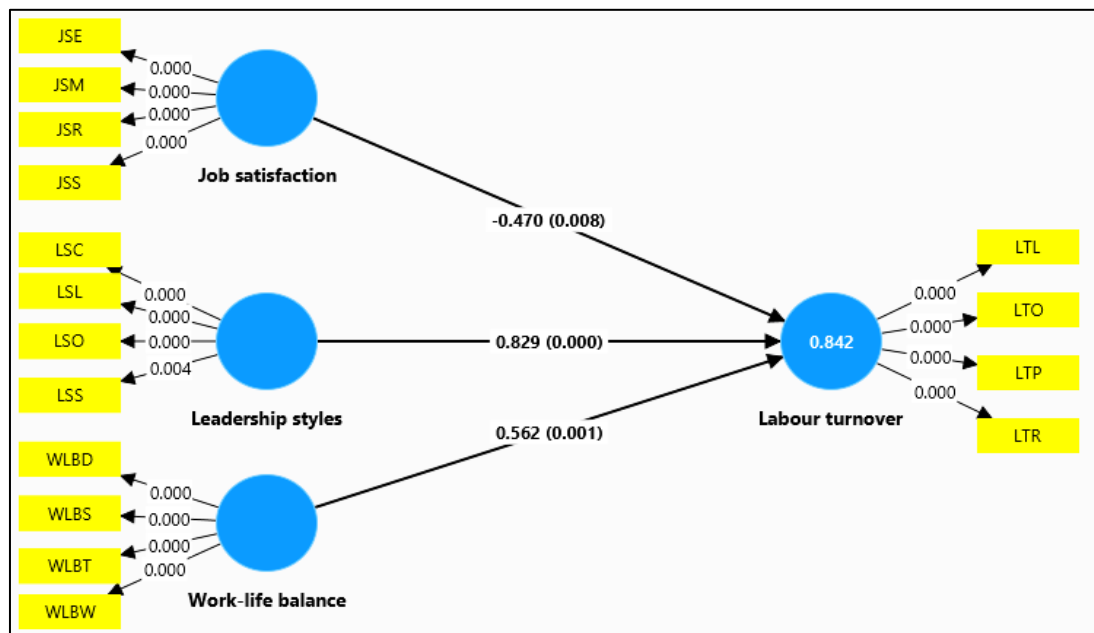 JSE
0.000
JSM
0.000
JSR
0.000
JSS
0.000
Job satisfaction
-0.470 (0.008)
LSC
0.000
LSL
0.000
LSO
0.000
LSS
0.004
Leadership styles
0.829 (0.000)
WLBD
0.000
WLBS
0.000
WLBT
0.000
WLBW
0.000
Work-life balance
0.562 (0.001)
0.842
Labour turnover
LTL
0.000
LTO
0.000
LTP
0.000
LTR
0.000